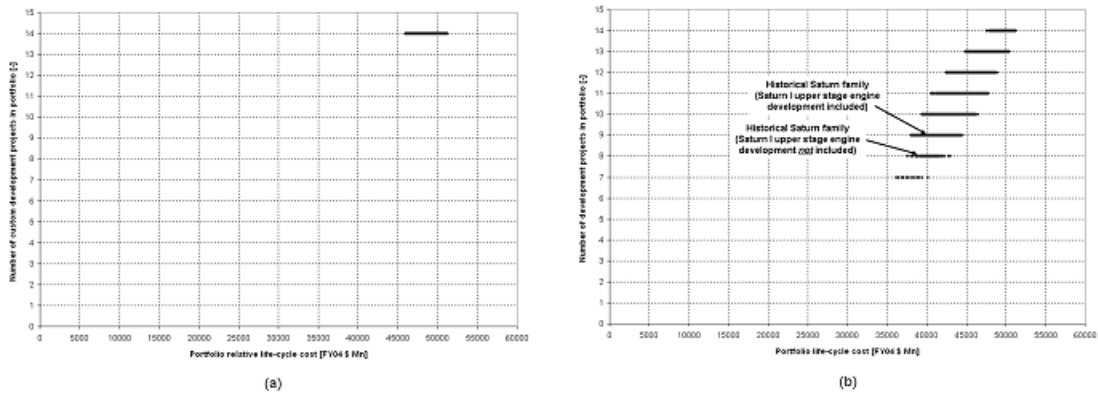 15
14
13
12
11
10
9
8
7
6
5
4
3
2
1
0
0 5000 10000 15000 20000 25000 30000 35000 40000 45000 50000 55000 60000
Number of custom development projects in portfolio [-]
Portfolio relative life-cycle cost [FY04 $ Mn]
(a)
15
14
13
12
11
10
9
8
7
6
5
4
3
2
1
0
0 5000 10000 15000 20000 25000 30000 35000 40000 45000 50000 55000 60000
Number of development projects in portfolio [-]
Historical Saturn family
(Saturn I upper stage engine
development included)
Historical Saturn family
(Saturn I upper stage engine
development not included)
Portfolio life-cycle cost [FY04 $ Mn]
(b)